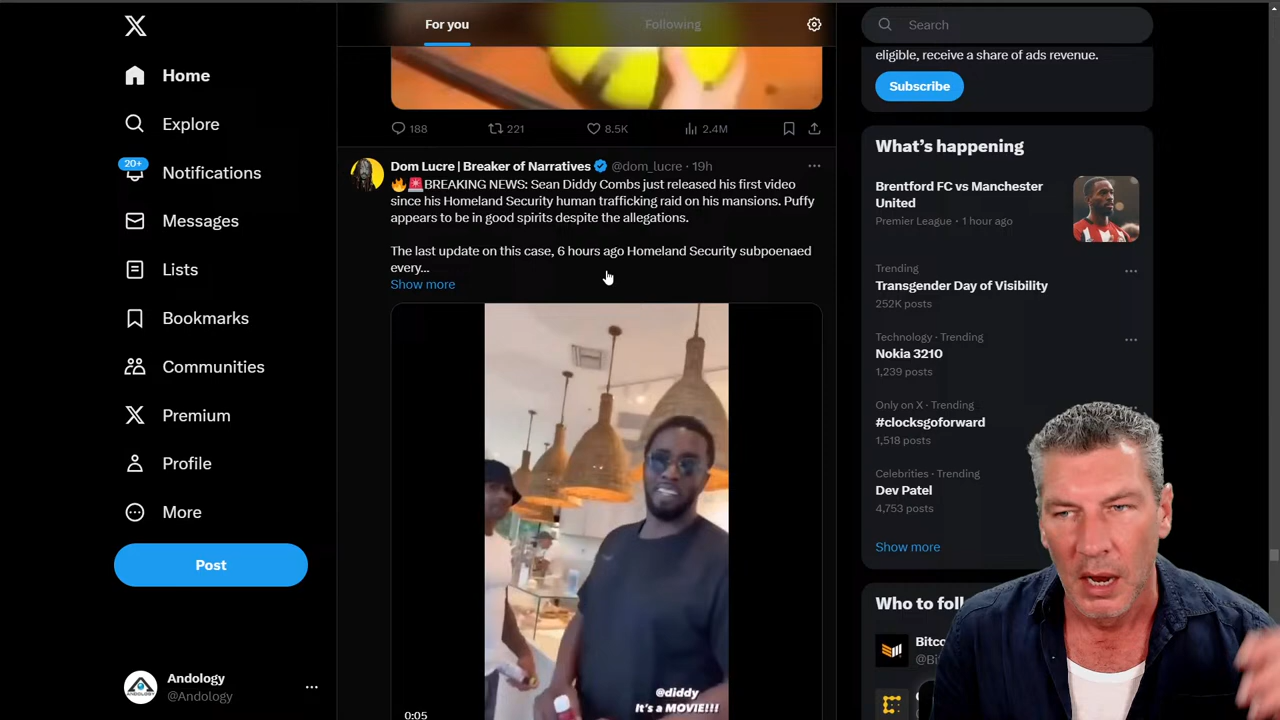 For you
Following
Search
Home
Explore
20+
Notifications
Messages
Lists
Bookmarks
Communities
Premium
Profile
More
Post
Andology
@Andology
188
221
8.5K
2.4M
Dom Lucre | Breaker of Narratives @dom_lucre · 19h
🔥🚨BREAKING NEWS: Sean Diddy Combs just released his first video
since his Homeland Security human trafficking raid on his mansions. Puffy
appears to be in good spirits despite the allegations.
The last update on this case, 6 hours ago Homeland Security subpoenaed
every...
Show more
@diddy
It's a MOVIE!!!
0:05
eligible, receive a share of ads revenue.
Subscribe
What's happening
Brentford FC vs Manchester
United
Premier League · 1 hour ago
Trending
Transgender Day of Visibility
252K posts
Technology · Trending
Nokia 3210
1,239 posts
Only on X · Trending
#clocksgoforward
1,518 posts
Celebrities · Trending
Dev Patel
4,753 posts
Show more
Who to fol
Bitco
@Bi